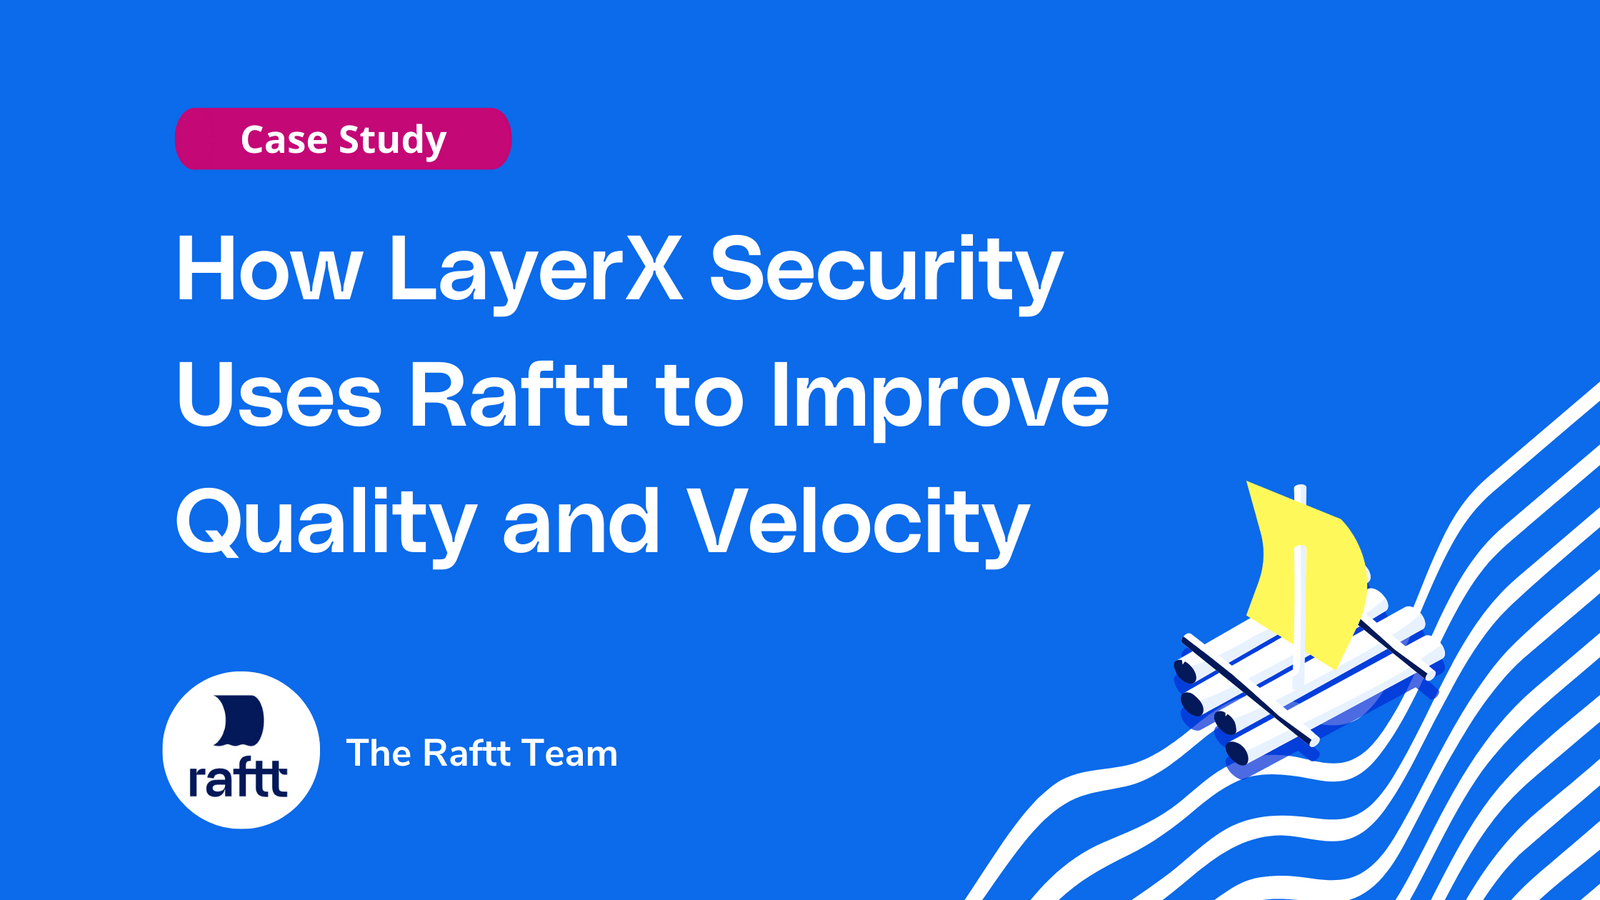 Case Study
How LayerX Security
Uses Raftt to Improve
Quality and Velocity
raftt
The Raftt Team